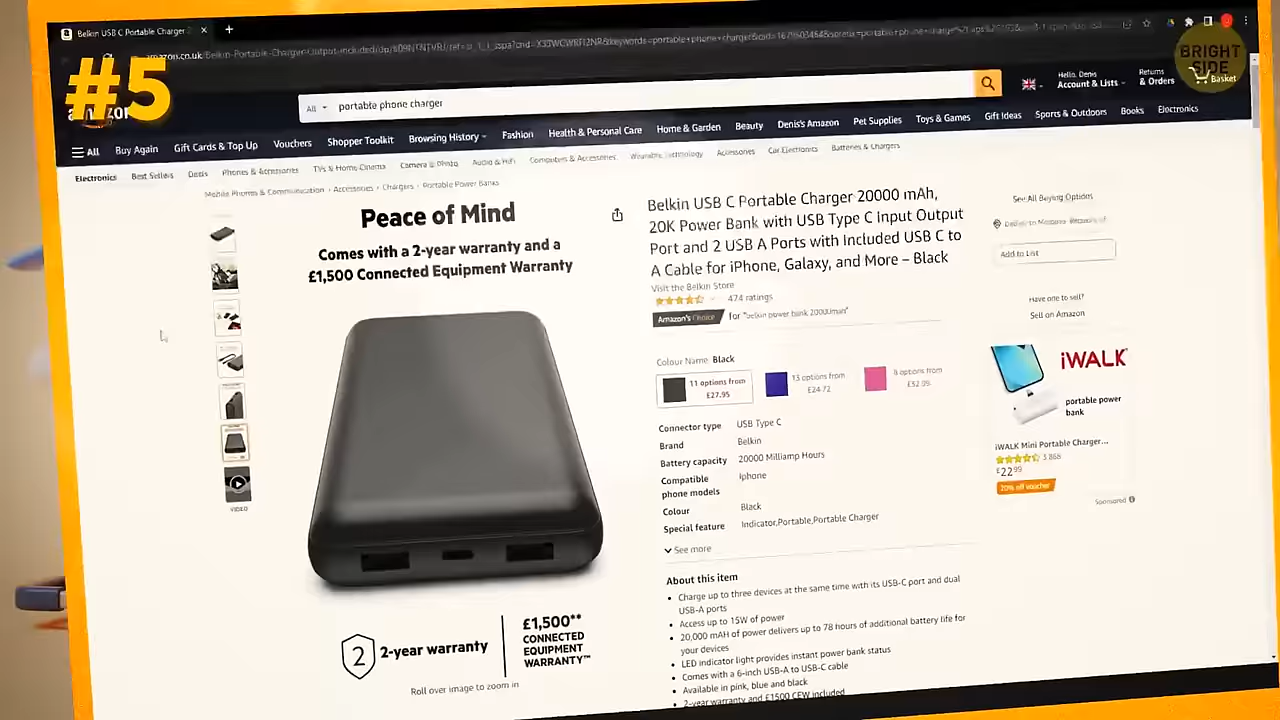 Belkin USB C Portable Charger 2
#5
BRIGHT
SIDE
All
portable phone charger
Hello, Denis
Account & Lists
Returns
& Orders
Basket
All
Buy Again
Gift Cards & Top Up
Vouchers
Shopper Toolkit
Browsing History
Fashion
Health & Personal Care
Home & Garden
Beauty
Denis's Amazon
Pet Supplies
Toys & Games
Gift Ideas
Sports & Outdoors
Books
Electronics
Electronics
Best Sellers
Deals
Phones & Accessories
TVs & Home Cinema
Camera & Photo
Audio & HiFi
Computers & Accessories
Wearable Technology
Accessories
Car Electronics
Batteries & Chargers
Mobile Phones & Communication › Accessories › Chargers › Portable Power Banks
Peace of Mind
Comes with a 2-year warranty and a
£1,500 Connected Equipment Warranty
2
2-year warranty
£1,500**
CONNECTED
EQUIPMENT
WARRANTY™
Roll over image to zoom in
VIDEO
Belkin USB C Portable Charger 20000 mAh,
20K Power Bank with USB Type C Input Output
Port and 2 USB A Ports with Included USB C to
A Cable for iPhone, Galaxy, and More – Black
Visit the Belkin Store
474 ratings
Amazon's Choice
for "belkin power bank 20000mah"
Colour Name: Black
11 options from
£27.95
13 options from
£24.72
Connector type USB Type C
Brand Belkin
Battery capacity 20000 Milliamp Hours
Compatible
phone models Iphone
Colour Black
Special feature Indicator,Portable,Portable Charger
See more
About this item
• Charge up to three devices at the same time with its USB-C port and dual
USB-A ports
• Access up to 15W of power
• 20,000 mAH of power delivers up to 78 hours of additional battery life for
your devices
• LED indicator light provides instant power bank status
• Comes with a 6-inch USB-A to USB-C cable
• Available in pink, blue and black
• 2-year warranty and £1500 CEW included
See All Buying Options
Add to List
Have one to sell?
Sell on Amazon
iWALK
portable power
bank
iWALK Mini Portable Charger...
3,868
£22.99
20% off voucher
Sponsored